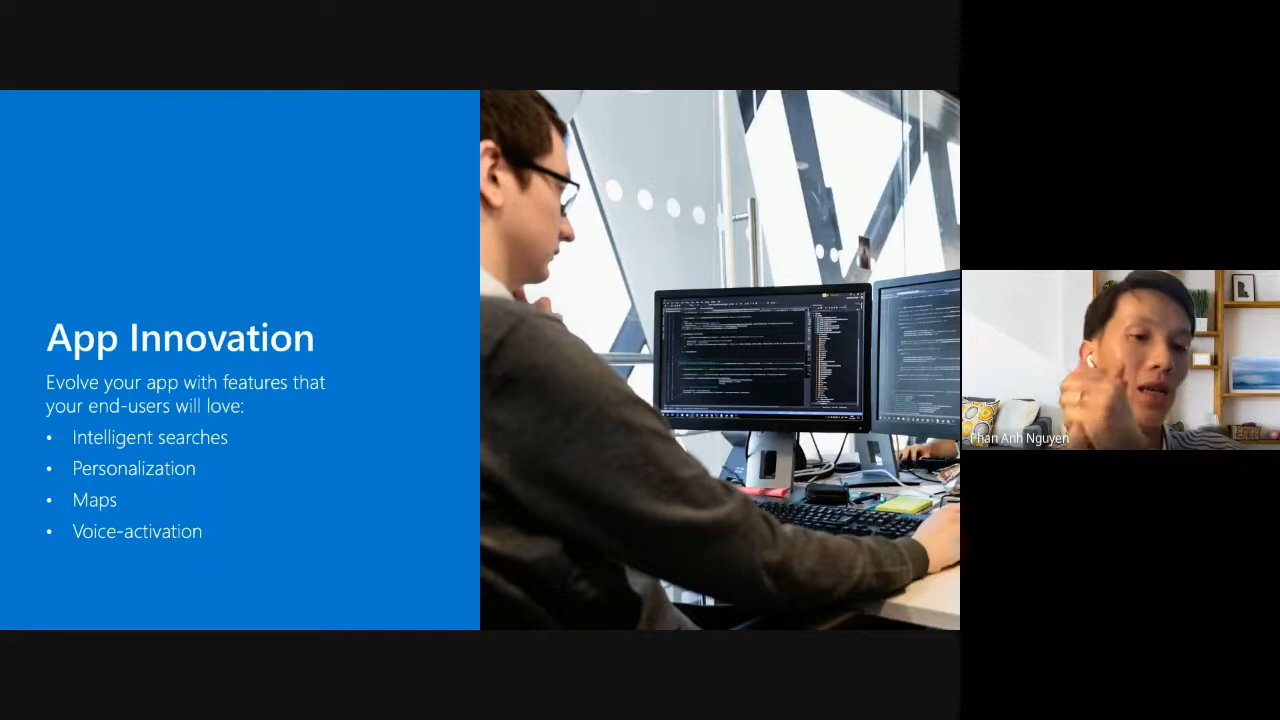 App Innovation
Evolve your app with features that
your end-users will love:
• Intelligent searches
• Personalization
• Maps
• Voice-activation
Phan Anh Nguyen